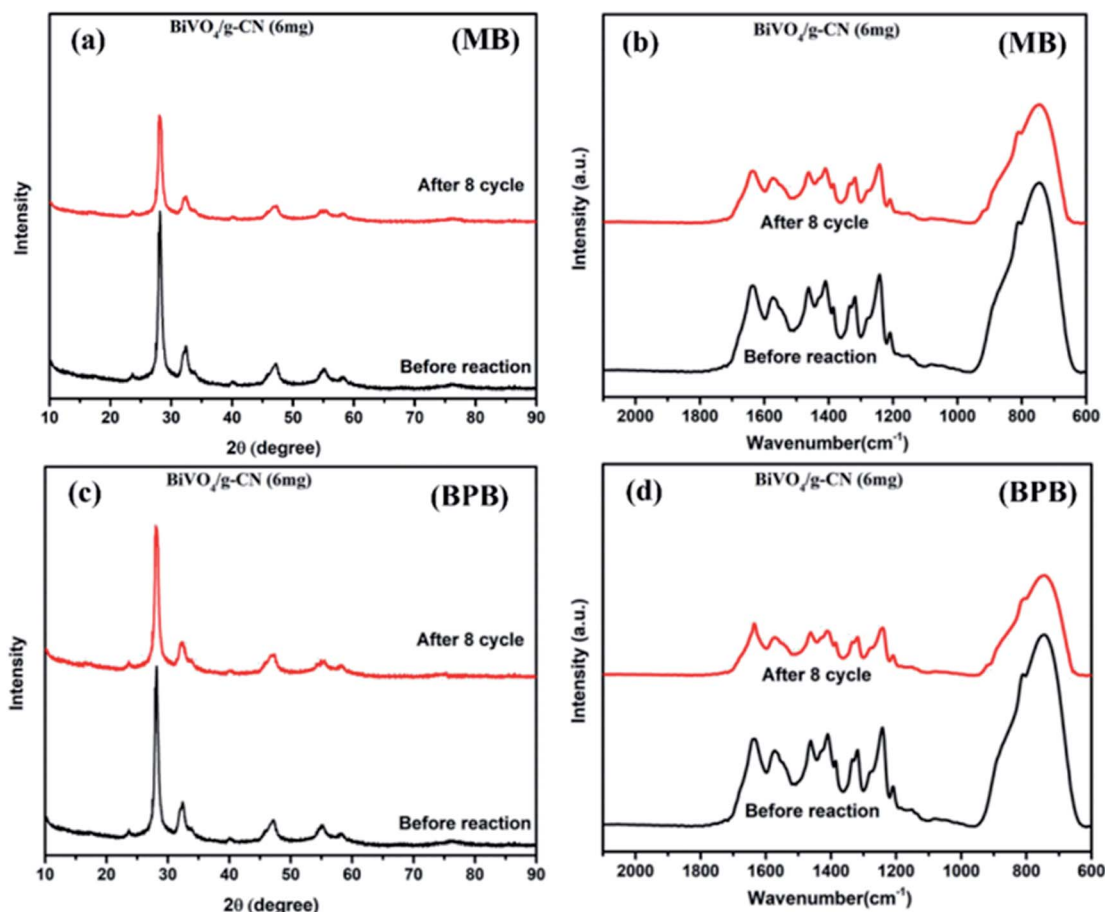 (a)
BiVO4/g-CN (6mg)
(MB)
After 8 cycle
Before reaction
Intensity
10 20 30 40 50 60 70 80 90
2θ (degree)
(b)
BiVO4/g-CN (6mg)
(MB)
After 8 cycle
Before reaction
Intensity (a.u.)
2000 1800 1600 1400 1200 1000 800 600
Wavenumber(cm-1)
(c)
BiVO4/g-CN (6mg)
(BPB)
After 8 cycle
Before reaction
Intensity
10 20 30 40 50 60 70 80 90
2θ (degree)
(d)
BiVO4/g-CN (6mg)
(BPB)
After 8 cycle
Before reaction
Intensity (a.u.)
2000 1800 1600 1400 1200 1000 800 600
Wavenumber(cm-1)